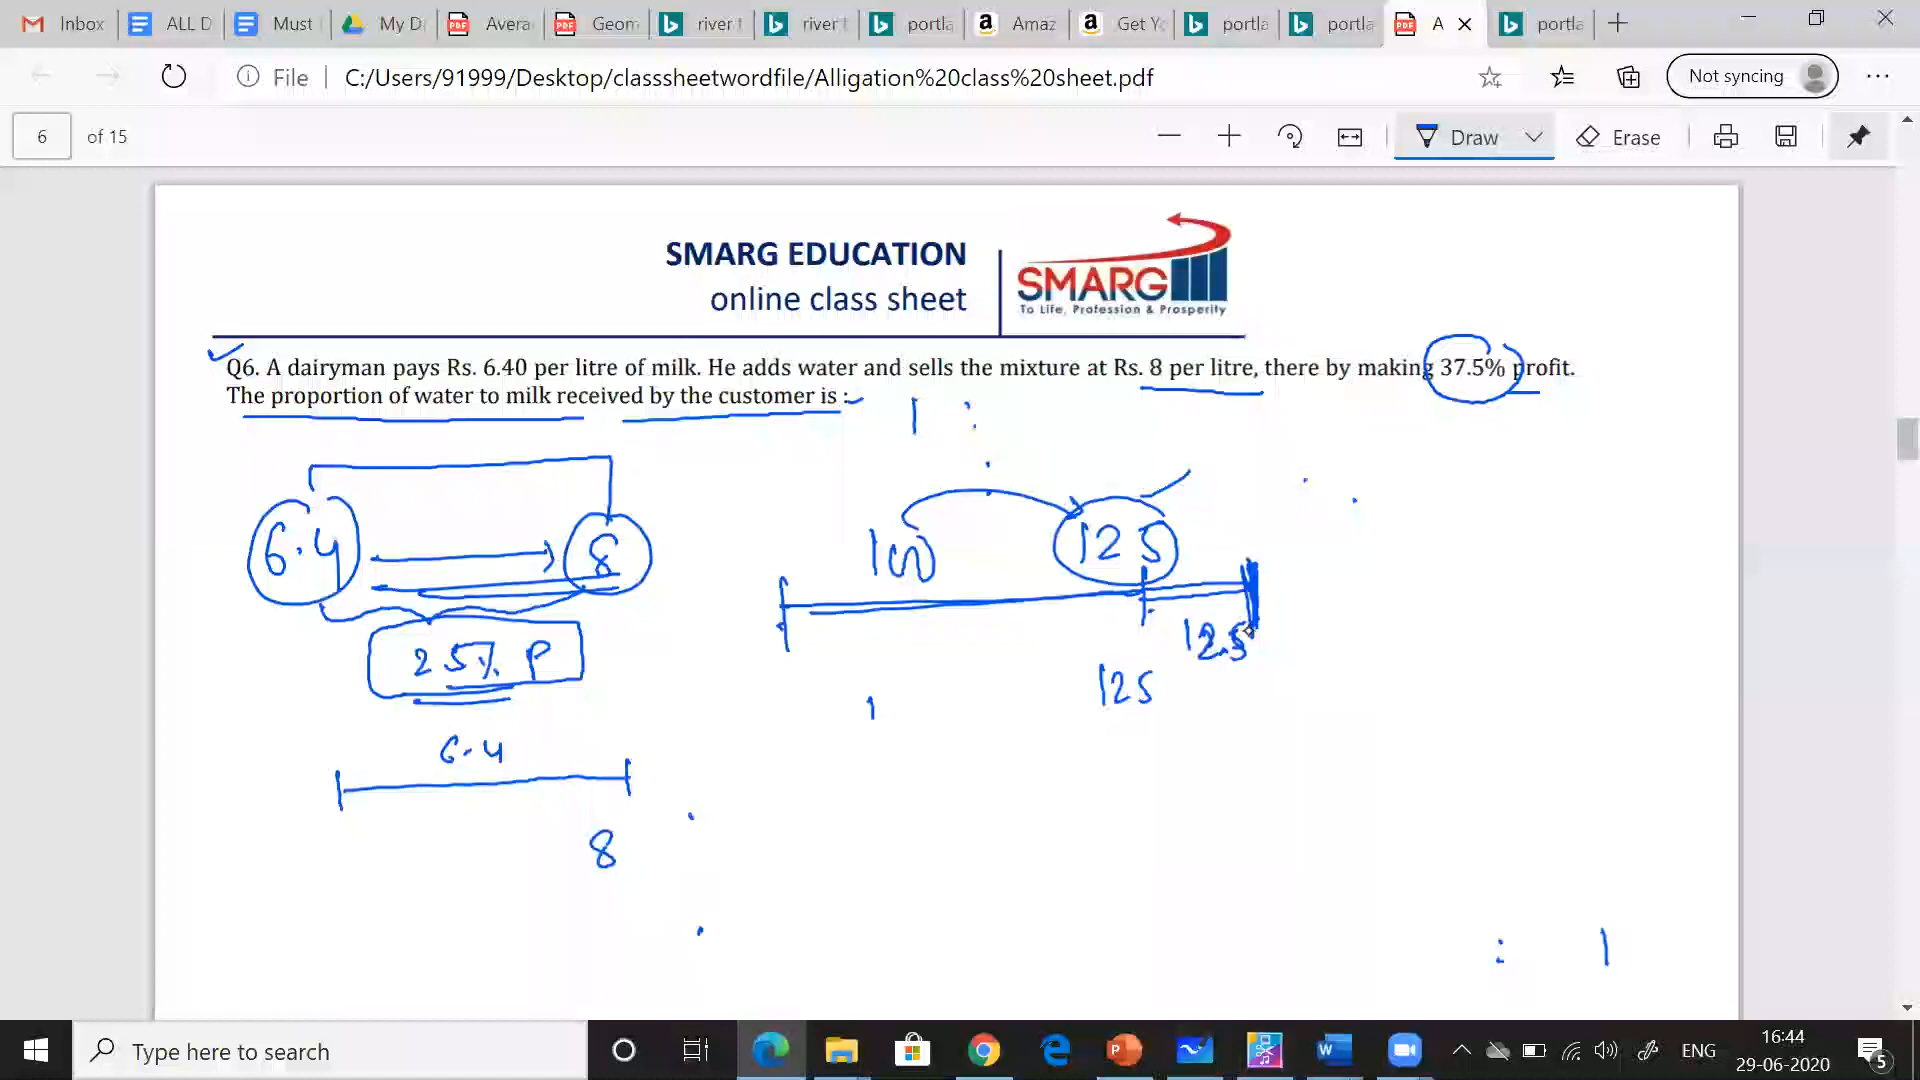 Inbox ALL D Must My D Avera Geom river t river t portla Amaz Get Yo portla portla A portla
File C:/Users/91999/Desktop/classsheetwordfile/Alligation%20class%20sheet.pdf Not syncing
6 of 15 Draw Erase
SMARG EDUCATION
online class sheet
SMARG
To Life, Profession & Prosperity
Q6. A dairyman pays Rs. 6.40 per litre of milk. He adds water and sells the mixture at Rs. 8 per litre, there by making 37.5% profit.
The proportion of water to milk received by the customer is :
1 :
6.4 8 100 125
25% P 12.5
125
1
6.4
8
: 1
Type here to search
ENG
16:44
29-06-2020
5